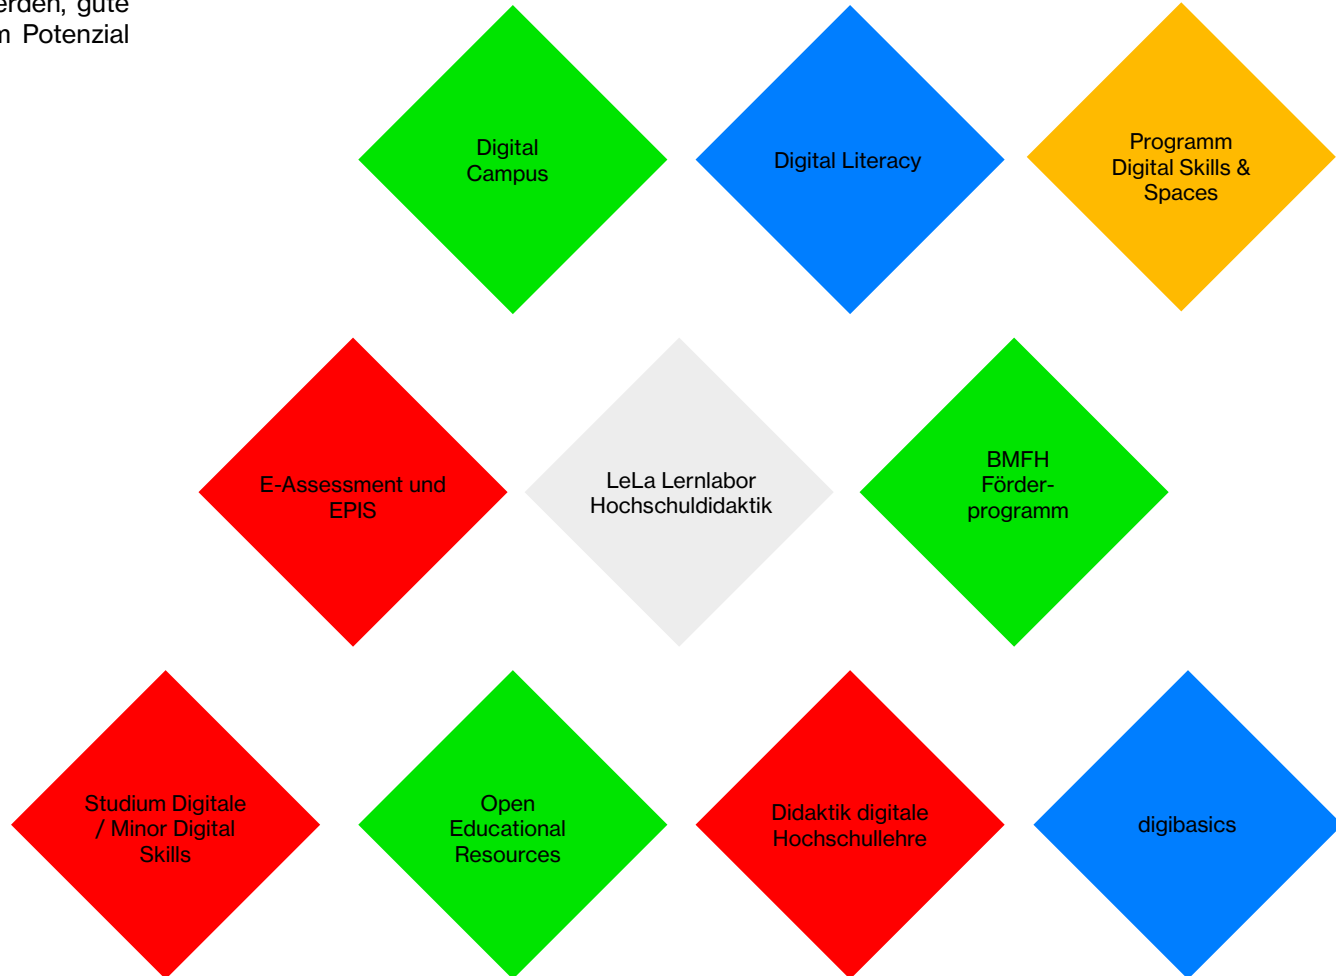 erden, gute
m Potenzial
Digital
Campus
Digital Literacy
Programm
Digital Skills &
Spaces
E-Assessment und
EPIS
LeLa Lernlabor
Hochschuldidaktik
BMFH
Förder-
programm
Studium Digitale
/ Minor Digital
Skills
Open
Educational
Resources
Didaktik digitale
Hochschullehre
digibasics